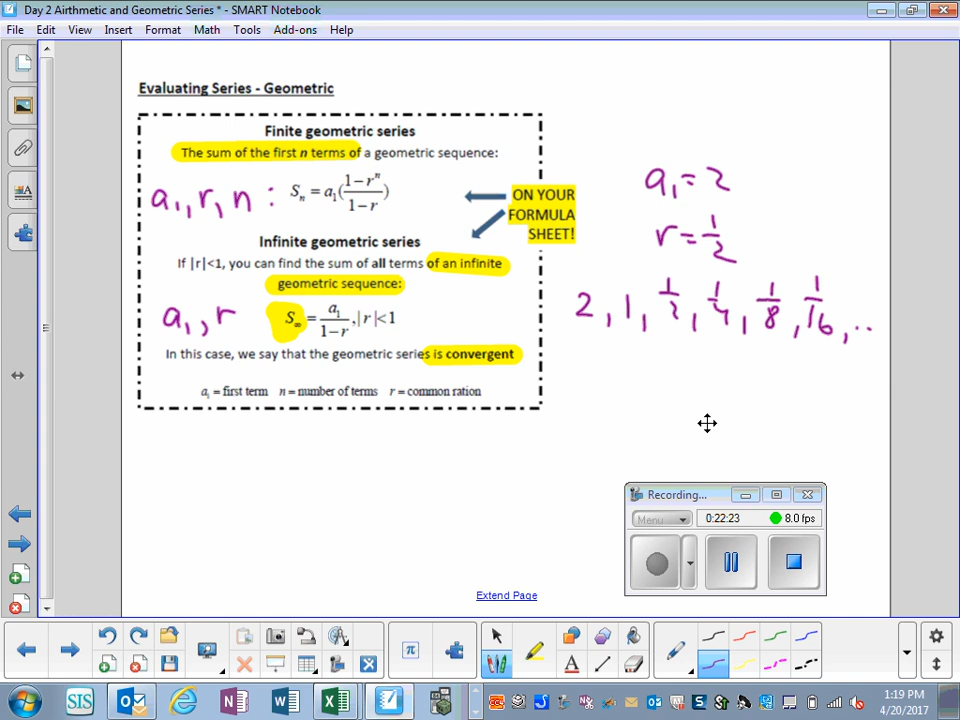 Day 2 Airthmetic and Geometric Series * - SMART Notebook
File Edit View Insert Format Math Tools Add-ons Help
Evaluating Series - Geometric
Finite geometric series
The sum of the first n terms of a geometric sequence:
a₁, r, n : Sₙ = a₁(1−rⁿ / 1−r)
ON YOUR
FORMULA
SHEET!
Infinite geometric series
If |r|<1, you can find the sum of all terms of an infinite
geometric sequence:
a₁, r S∞ = a₁ / 1−r, |r| < 1
In this case, we say that the geometric series is convergent
a₁ = first term n = number of terms r = common ration
a₁ = 2
r = 1/2
2, 1, 1/2, 1/4, 1/8, 1/16, ...
Recording...
Menu 0:22:23 8.0 fps
Extend Page
SIS
1:19 PM
4/20/2017